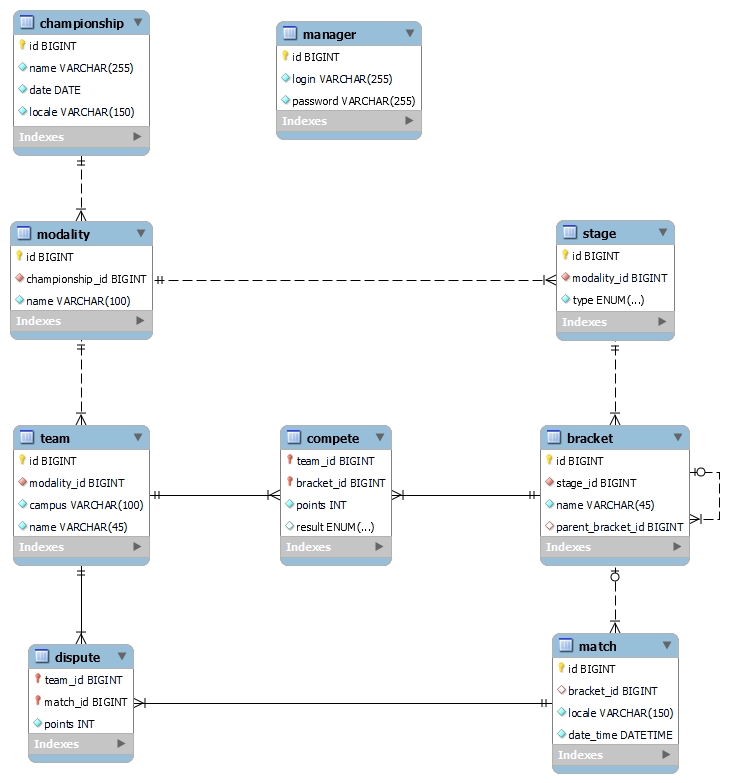 championship
id BIGINT
name VARCHAR(255)
date DATE
locale VARCHAR(150)
Indexes
manager
id BIGINT
login VARCHAR(255)
password VARCHAR(255)
Indexes
modality
id BIGINT
championship_id BIGINT
name VARCHAR(100)
Indexes
stage
id BIGINT
modality_id BIGINT
type ENUM(...)
Indexes
team
id BIGINT
modality_id BIGINT
campus VARCHAR(100)
name VARCHAR(45)
Indexes
compete
team_id BIGINT
bracket_id BIGINT
points INT
result ENUM(...)
Indexes
bracket
id BIGINT
stage_id BIGINT
name VARCHAR(45)
parent_bracket_id BIGINT
Indexes
dispute
team_id BIGINT
match_id BIGINT
points INT
Indexes
match
id BIGINT
bracket_id BIGINT
locale VARCHAR(150)
date_time DATETIME
Indexes